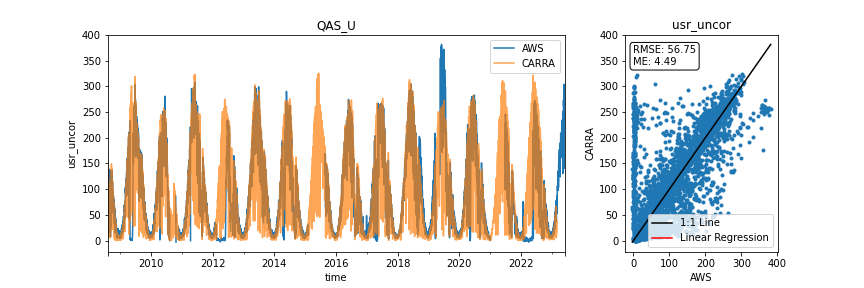 QAS_U
usr_uncor
400
350
300
250
200
150
100
50
0
AWS
CARRA
2010
2012
2014
2016
2018
2020
2022
time
usr_uncor
CARRA
400
350
300
250
200
150
100
50
0
RMSE: 56.75
ME: 4.49
1:1 Line
Linear Regression
0
100
200
300
400
AWS